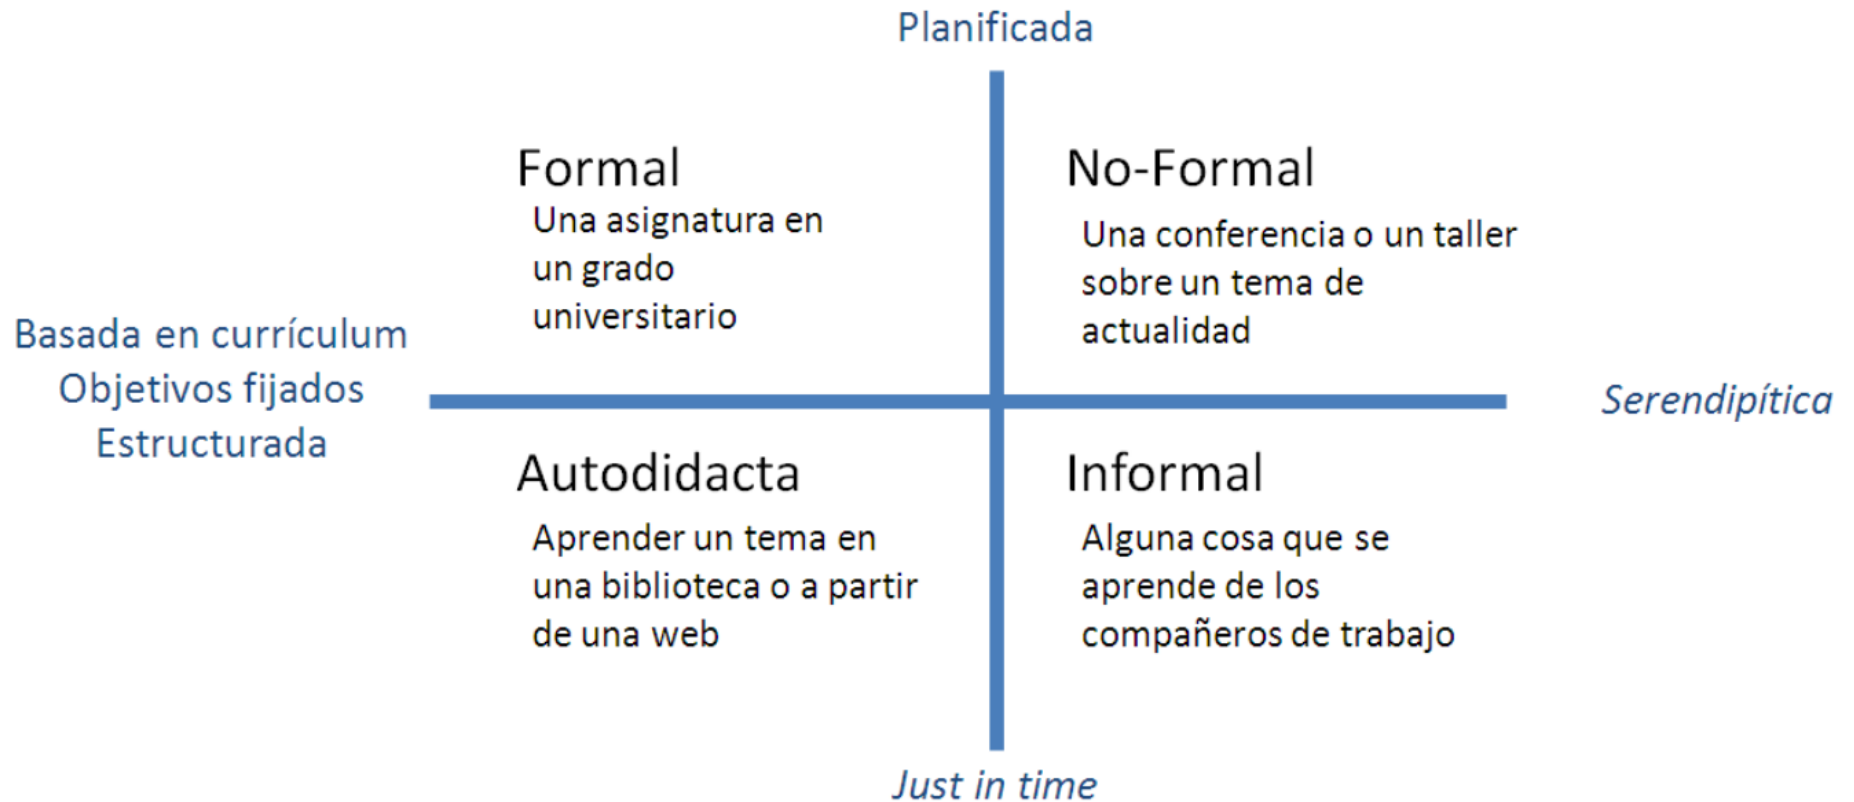 Planificada
Formal
Una asignatura en
un grado
universitario
No-Formal
Una conferencia o un taller
sobre un tema de
actualidad
Basada en currículum
Objetivos fijados
Estructurada
Serendipítica
Autodidacta
Aprender un tema en
una biblioteca o a partir
de una web
Informal
Alguna cosa que se
aprende de los
compañeros de trabajo
Just in time